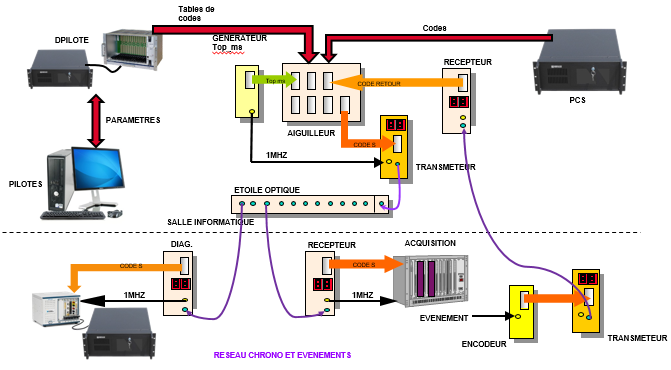 Tables de
codes
DPILOTE
GENERATEUR
Top_ms
Codes
RECEPTEUR
Top ms
CODE RETOUR
PCS
PARAMETRES
AIGUILLEUR
CODE S
1MHZ
TRANSMETEUR
PILOTES
ETOILE OPTIQUE
SALLE INFORMATIQUE
DIAG.
RECEPTEUR
ACQUISITION
CODE S
CODE S
1MHZ
1MHZ
EVENEMENT
ENCODEUR
TRANSMETEUR
RESEAU CHRONO ET EVENEMENTS